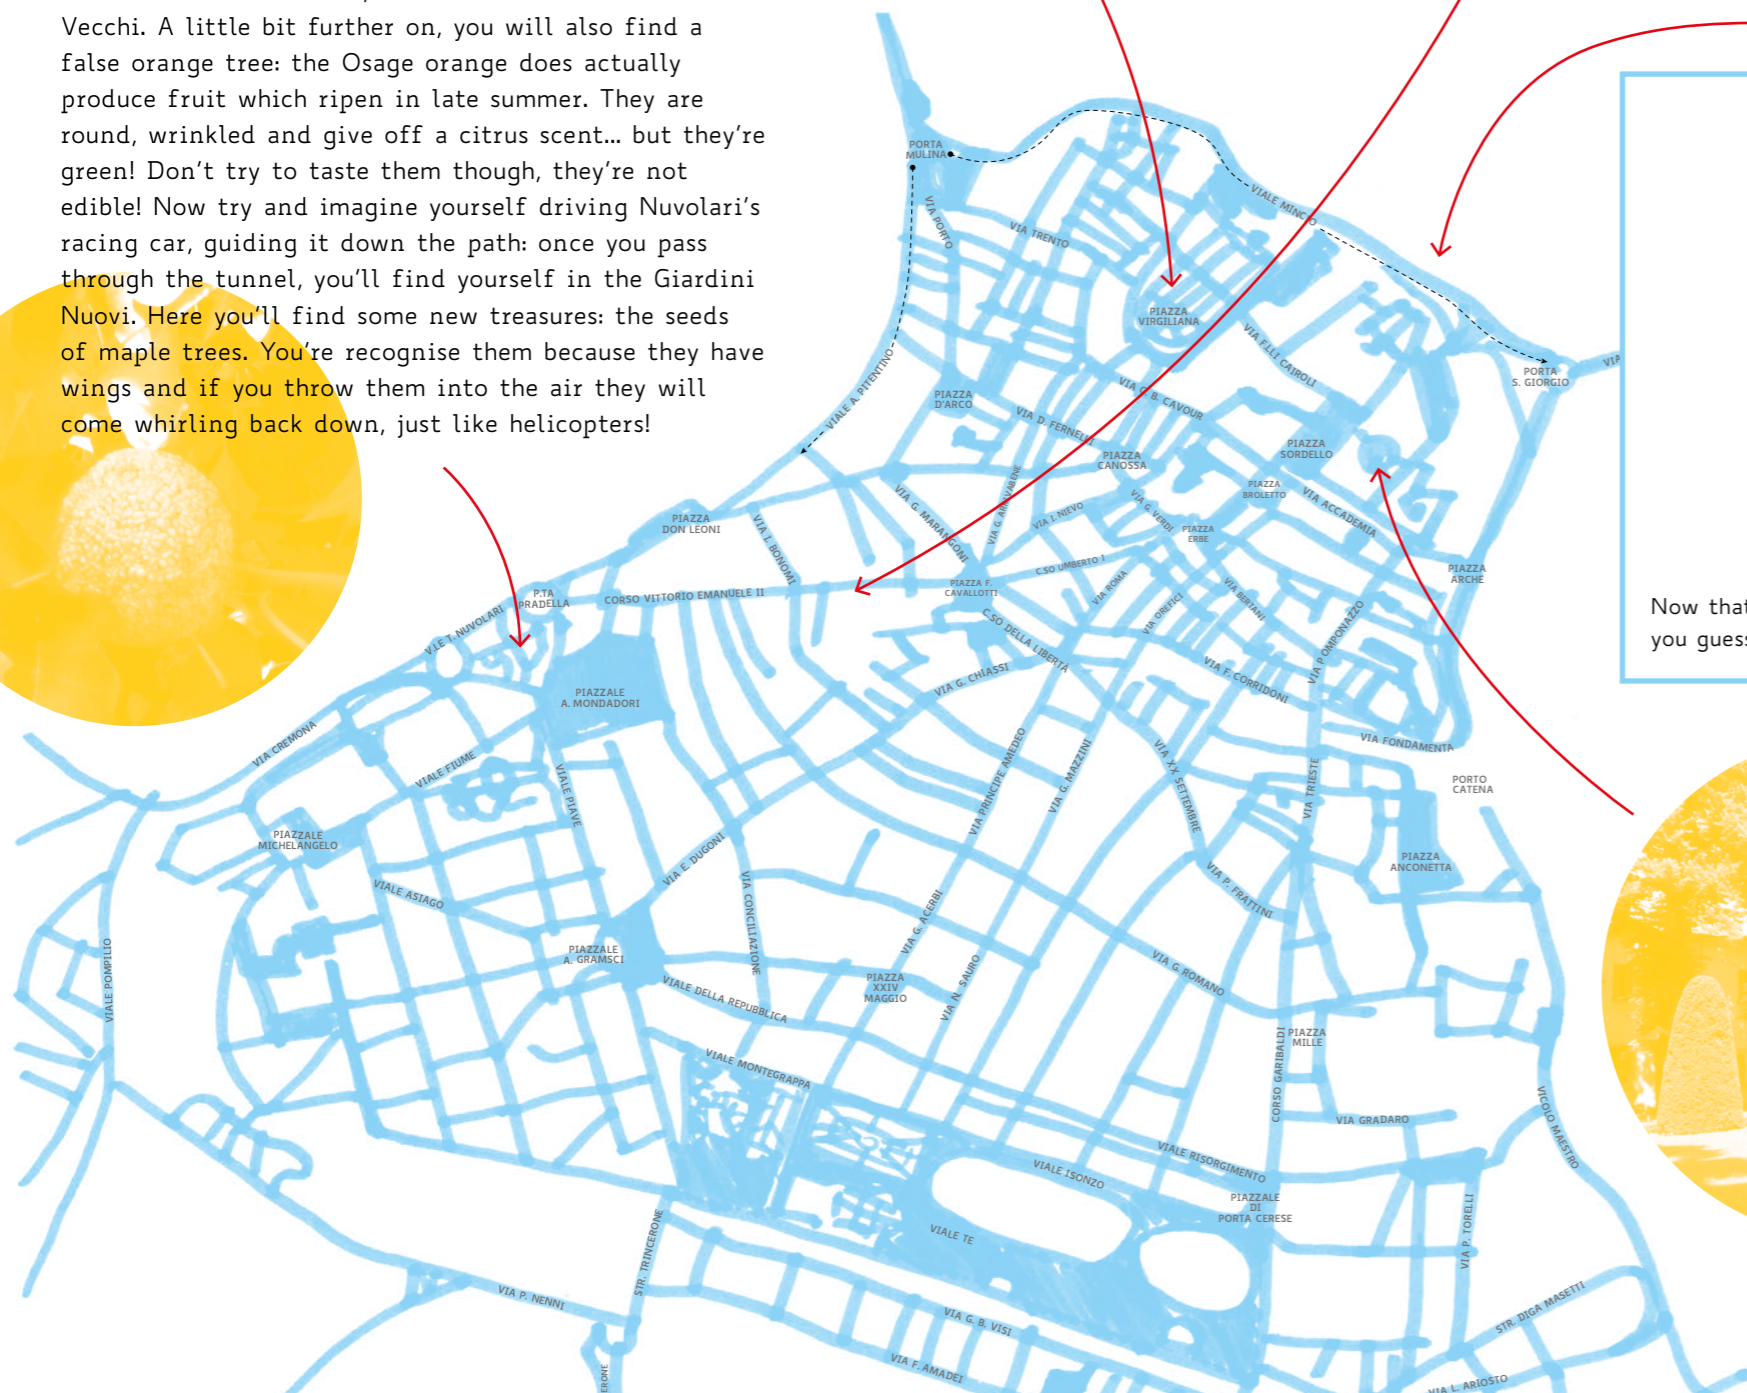 Vecchi. A little bit further on, you will also find a
false orange tree: the Osage orange does actually
produce fruit which ripen in late summer. They are
round, wrinkled and give off a citrus scent... but they're
green! Don't try to taste them though, they're not
edible! Now try and imagine yourself driving Nuvolari's
racing car, guiding it down the path: once you pass
through the tunnel, you'll find yourself in the Giardini
Nuovi. Here you'll find some new treasures: the seeds
of maple trees. You're recognise them because they have
wings and if you throw them into the air they will
come whirling back down, just like helicopters!
Now that
you guess
PORTA
MULINA
VIA PORTO
VIA TRENTO
VIALE MINCIO
PIAZZA
VIRGILIANA
VIA F.LLI CAIROLI
PORTA
S. GIORGIO
VIA
VIALE A. PITENTINO
PIAZZA
D'ARCO
VIA G. B. CAVOUR
VIA D. FERNELLI
PIAZZA
CANOSSA
PIAZZA
SORDELLO
PIAZZA
BROLETTO
VIA ACCADEMIA
VIA G. MARANGONI
VIA G. ARRIVABENE
VIA I. NIEVO
VIA G. VERDI
PIAZZA
ERBE
PIAZZA
DON LEONI
VIA I. BONOMI
C.SO UMBERTO I
PIAZZA
ARCHE
PIAZZA F.
CAVALLOTTI
VIA ROMA
VIA OREFICI
VIA BERTANI
VIA POMPONAZZO
P.TA
PRADELLA
CORSO VITTORIO EMANUELE II
V.LE T. NUVOLARI
C.SO DELLA LIBERTÀ
VIA G. CHIASSI
VIA F. CORRIDONI
PIAZZALE
A. MONDADORI
VIA CREMONA
VIALE FIUME
VIALE PIAVE
VIA PRINCIPE AMEDEO
VIA G. MAZZINI
VIA XX SETTEMBRE
VIA TRIESTE
VIA FONDAMENTA
PORTO
CATENA
PIAZZALE
MICHELANGELO
VIA E. DUGONI
PIAZZA
ANCONETTA
VIALE ASIAGO
VIA CONCILIAZIONE
VIA G. ACERBI
VIA P. FRATTINI
VIALE POMPILIO
PIAZZALE
A. GRAMSCI
VIALE DELLA REPUBBLICA
PIAZZA
XXIV
MAGGIO
VIA N. SAURO
VIA G. ROMANO
PIAZZA
MILLE
CORSO GARIBALDI
VIALE MONTEGRAPPA
VIA GRADARO
VICOLO MAESTRO
VIALE RISORGIMENTO
VIALE ISONZO
PIAZZALE
DI
PORTA CERESE
VIALE TE
VIA P. TORELLI
STR. TRINCERONE
VIA P. NENNI
VIA G. B. VISI
STR. DIGA MASETTI
VIA F. AMADEI
VIA L. ARIOSTO
ERONE